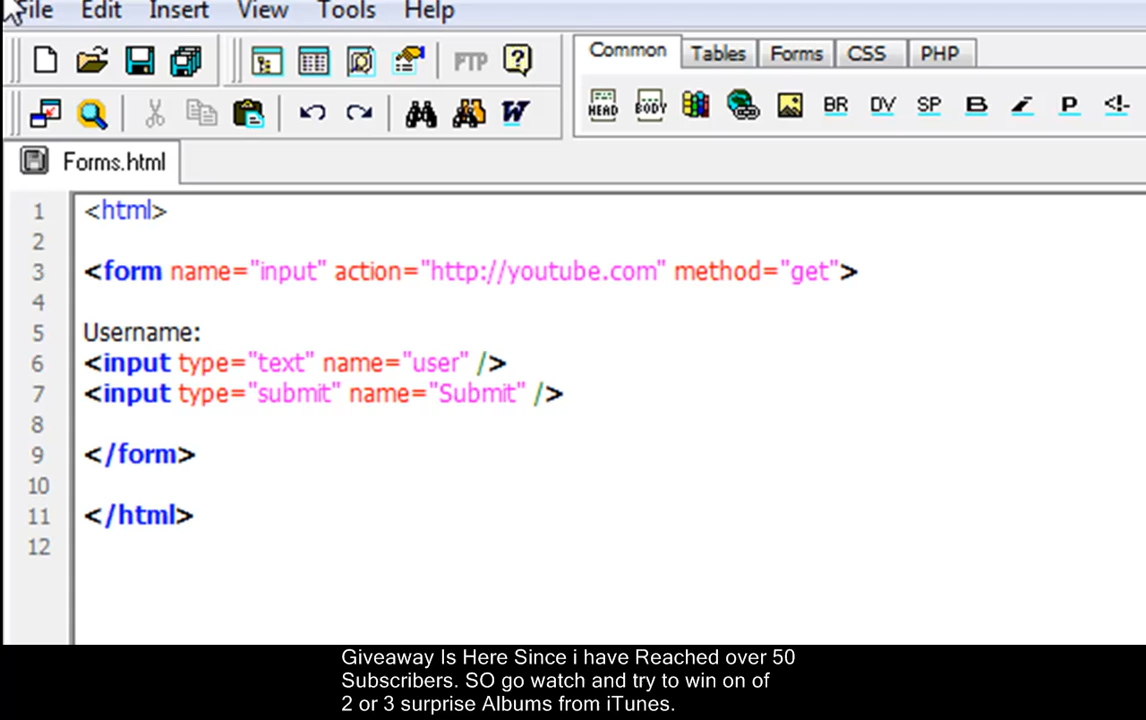 File Edit Insert View Tools Help
Common Tables Forms CSS PHP
FTP
HEAD BODY BR DV SP B P <!-
W
Forms.html
1 <html>
2
3 <form name="input" action="http://youtube.com" method="get">
4
5 Username:
6 <input type="text" name="user" />
7 <input type="submit" name="Submit" />
8
9 </form>
10
11 </html>
12
Giveaway Is Here Since i have Reached over 50
Subscribers. SO go watch and try to win on of
2 or 3 surprise Albums from iTunes.